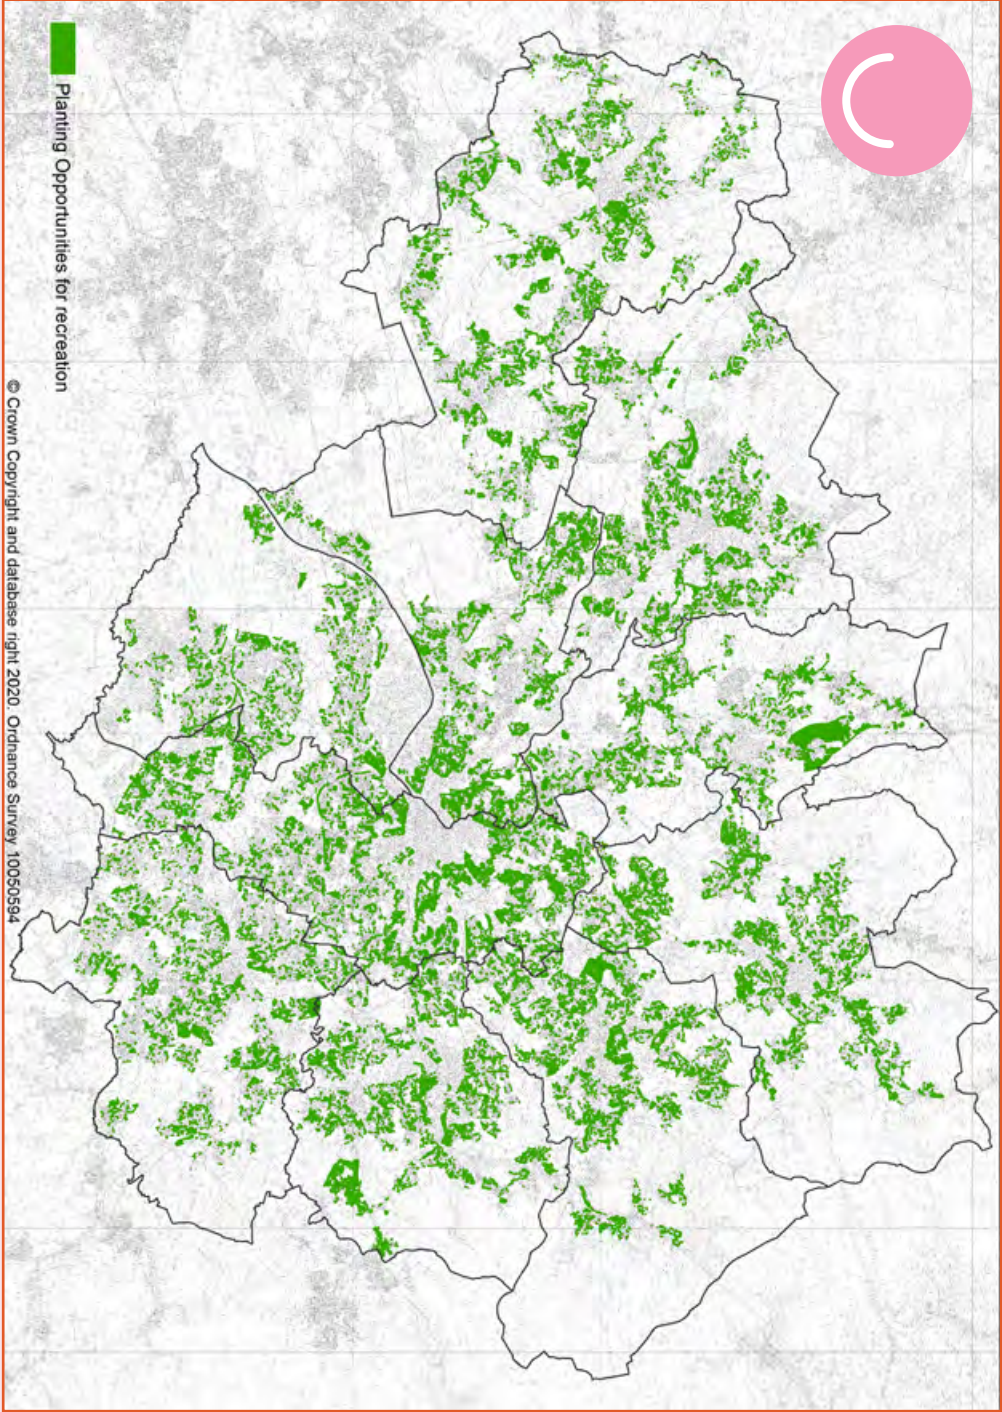 Planting Opportunities for recreation
© Crown Copyright and database right 2020. Ordnance Survey 10050594